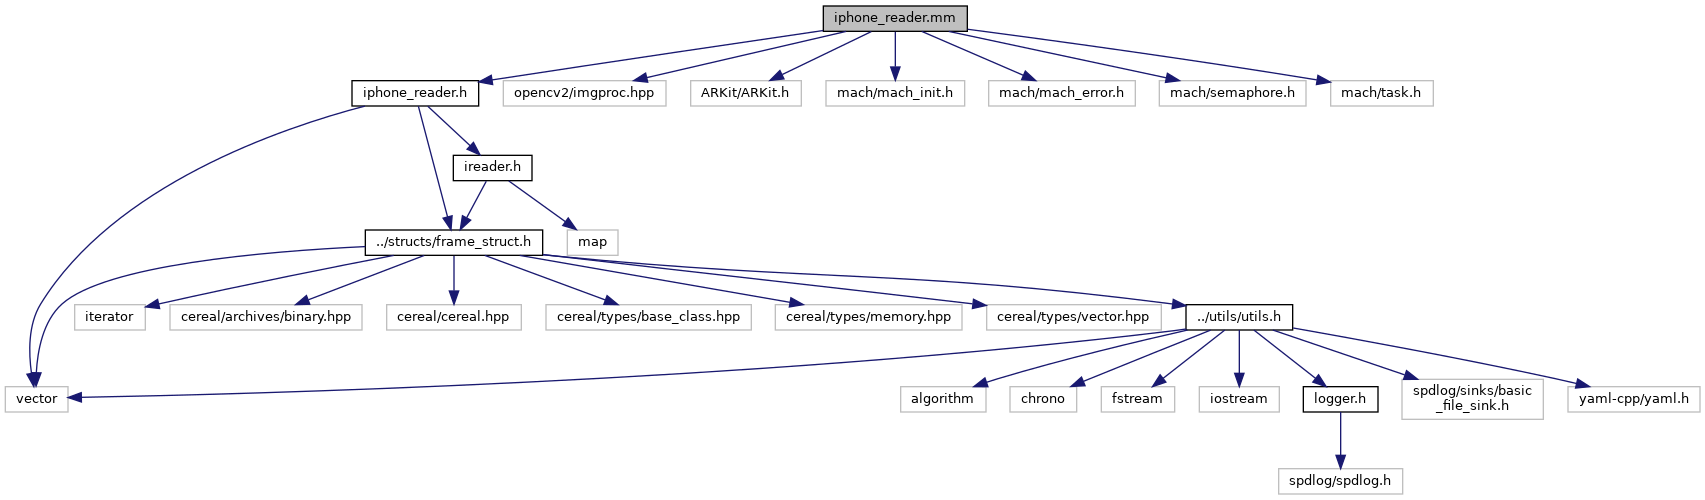 iphone_reader.mm
iphone_reader.h
opencv2/imgproc.hpp
ARKit/ARKit.h
mach/mach_init.h
mach/mach_error.h
mach/semaphore.h
mach/task.h
ireader.h
../structs/frame_struct.h
map
iterator
cereal/archives/binary.hpp
cereal/cereal.hpp
cereal/types/base_class.hpp
cereal/types/memory.hpp
cereal/types/vector.hpp
../utils/utils.h
vector
algorithm
chrono
fstream
iostream
logger.h
spdlog/sinks/basic
_file_sink.h
yaml-cpp/yaml.h
spdlog/spdlog.h